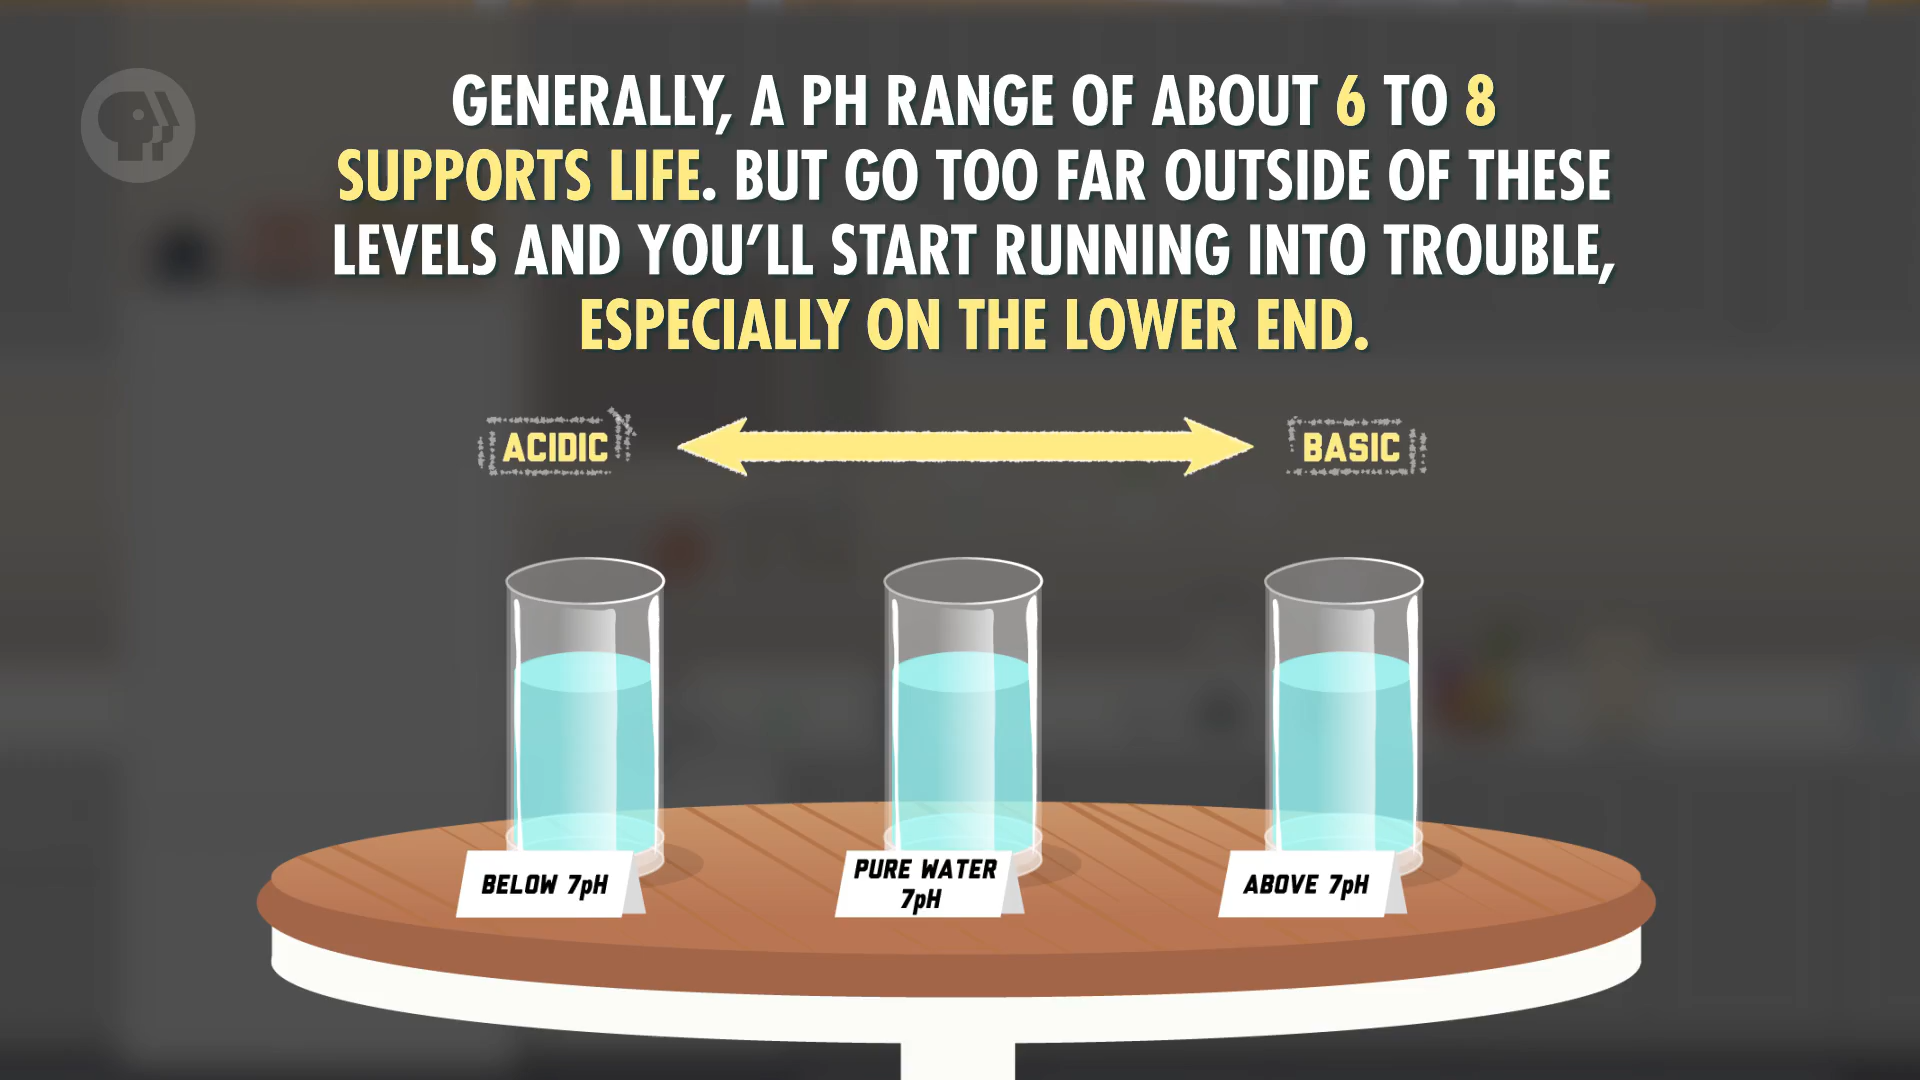 GENERALLY, A PH RANGE OF ABOUT 6 TO 8
SUPPORTS LIFE. BUT GO TOO FAR OUTSIDE OF THESE
LEVELS AND YOU’LL START RUNNING INTO TROUBLE,
ESPECIALLY ON THE LOWER END.
ACIDIC
BASIC
BELOW 7pH
PURE WATER
7pH
ABOVE 7pH